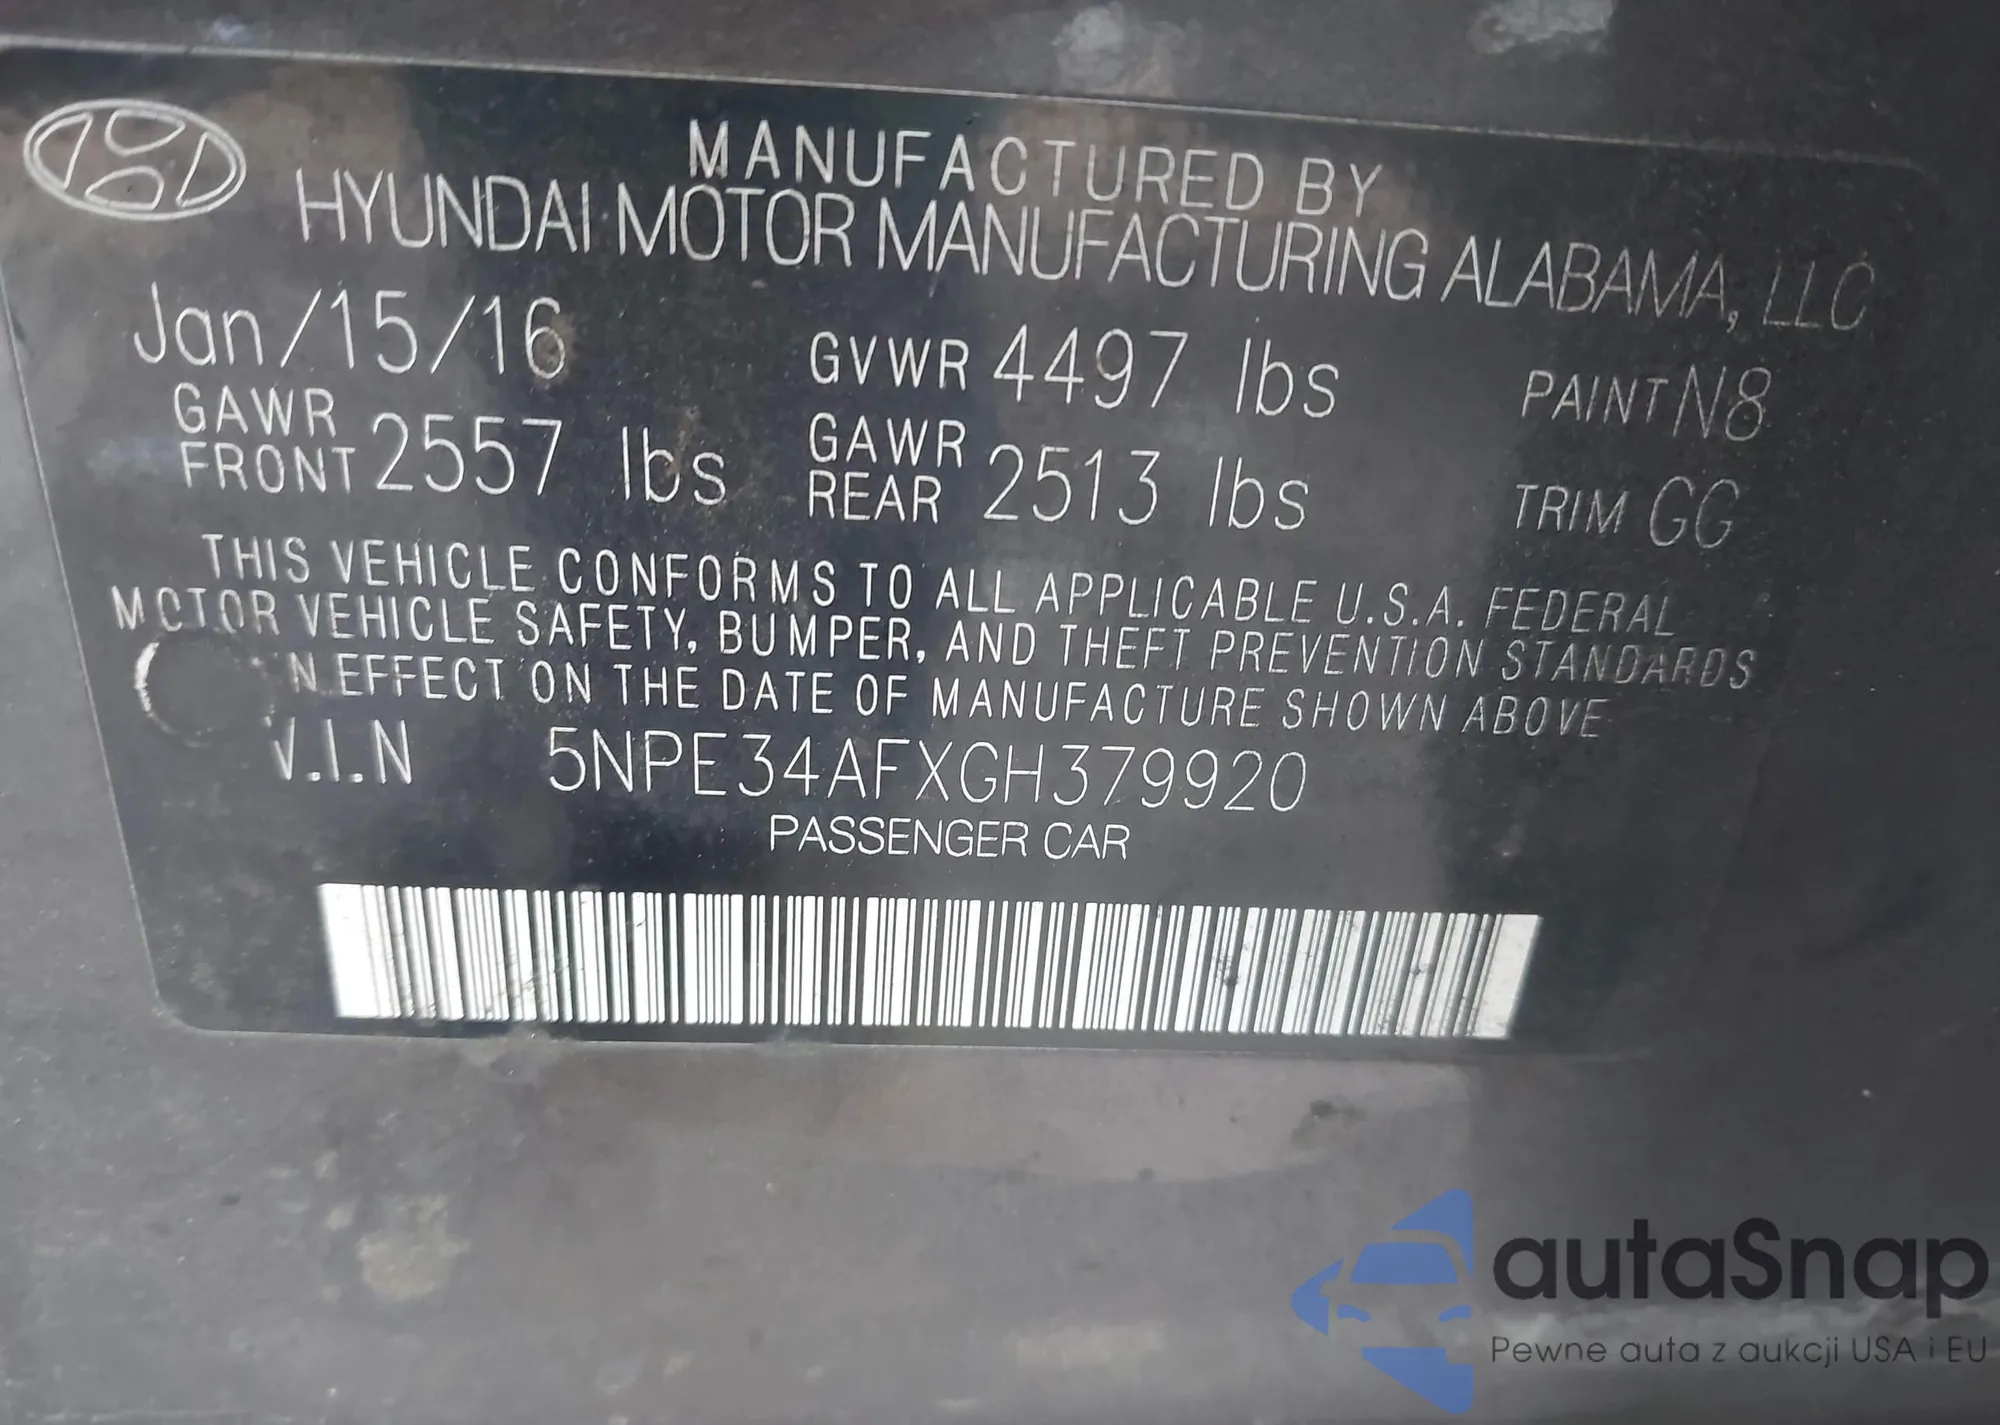 MANUFACTURED BY
HYUNDAI MOTOR MANUFACTURING ALABAMA, LLC
Jan/15/16 GVWR 4497 lbs PAINT N8
GAWR FRONT 2557 lbs GAWR REAR 2513 lbs TRIM GG
THIS VEHICLE CONFORMS TO ALL APPLICABLE U.S.A. FEDERAL
MOTOR VEHICLE SAFETY, BUMPER, AND THEFT PREVENTION STANDARDS
IN EFFECT ON THE DATE OF MANUFACTURE SHOWN ABOVE
V.I.N 5NPE34AFXGH379920
PASSENGER CAR
autaSnap
Pewne auta z aukcji USA i EU